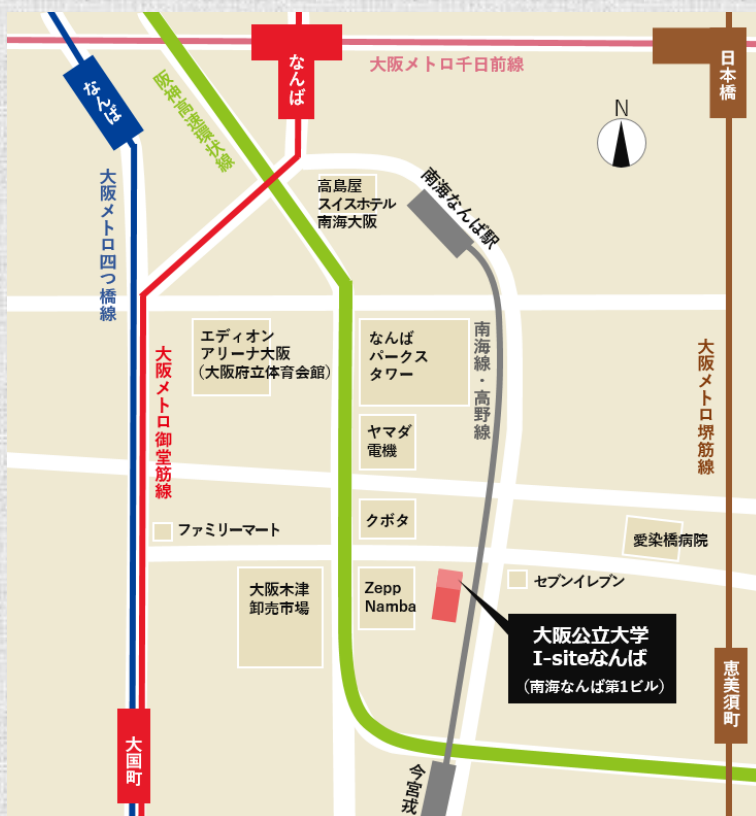 なんば
大阪メトロ千日前線
日本橋
なんば
阪神高速環状線
N
高島屋
スイスホテル
南海大阪
南海なんば駅
大阪メトロ四つ橋線
エディオン
アリーナ大阪
(大阪府立体育会館)
なんば
パークス
タワー
南海線・高野線
大阪メトロ御堂筋線
大阪メトロ堺筋線
ヤマダ
電機
クボタ
ファミリーマート
愛染橋病院
大阪木津
卸売市場
Zepp
Namba
セブンイレブン
大阪公立大学
I-siteなんば
(南海なんば第1ビル)
恵美須町
大国町
今宮戎